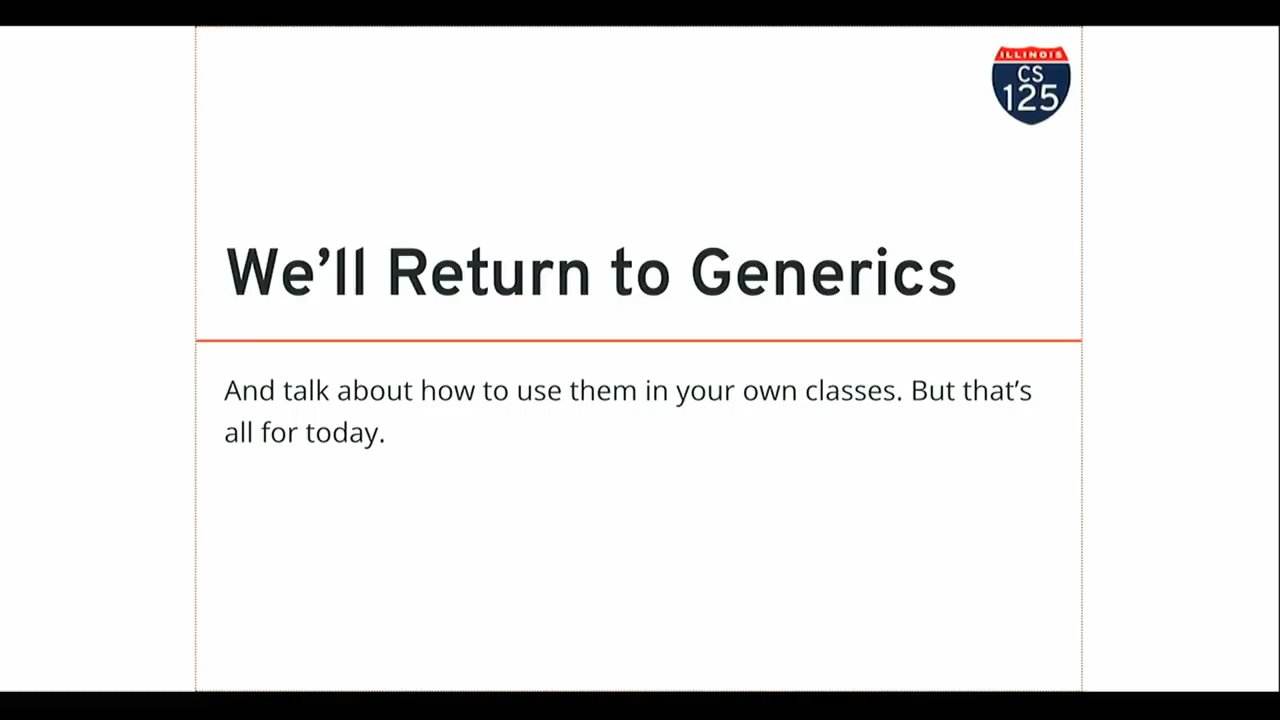 ILLINOIS
CS
125
We’ll Return to Generics
And talk about how to use them in your own classes. But that’s
all for today.